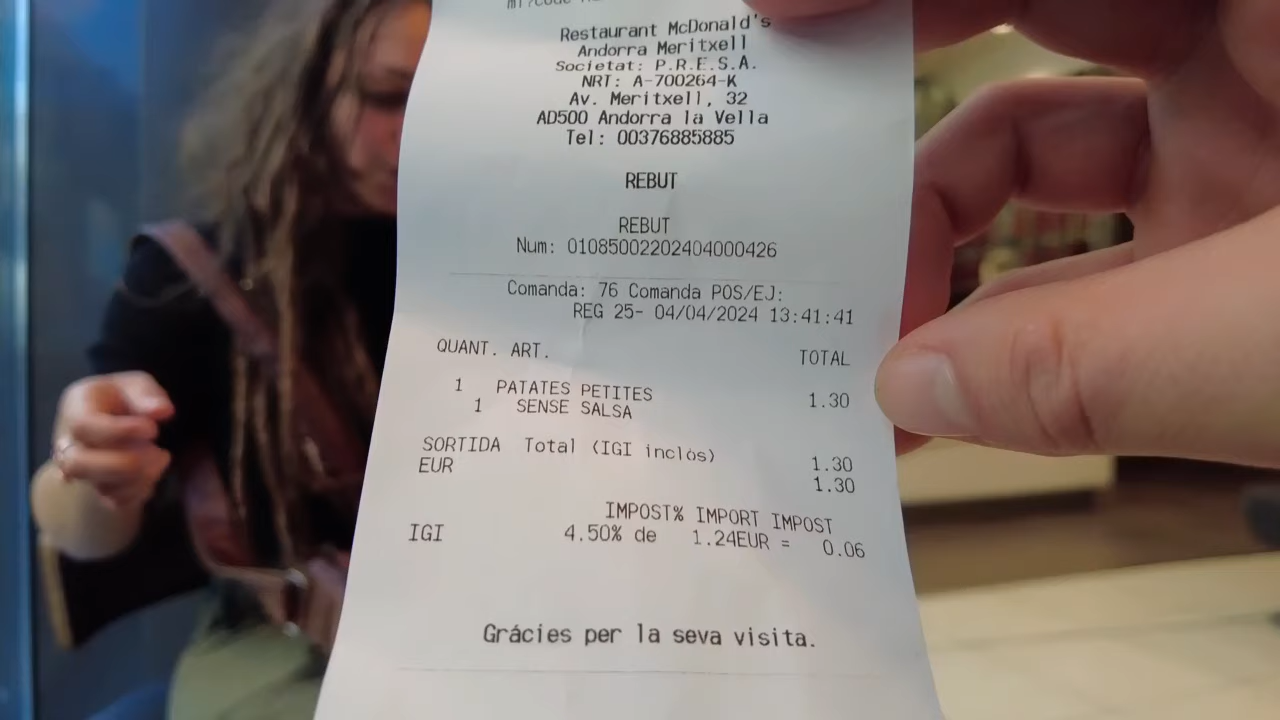 Restaurant McDonald's
Andorra Meritxell
Societat: P.R.E.S.A.
NRT: A-700264-K
Av. Meritxell, 32
AD500 Andorra la Vella
Tel: 00376885885
REBUT
REBUT
Num: 01085002202404000426
Comanda: 76 Comanda POS/EJ:
REG 25- 04/04/2024 13:41:41
QUANT. ART. TOTAL
1 PATATES PETITES 1.30
1 SENSE SALSA
SORTIDA Total (IGI inclòs) 1.30
EUR 1.30
IMPOST% IMPORT IMPOST
IGI 4.50% de 1.24EUR = 0.06
Gràcies per la seva visita.